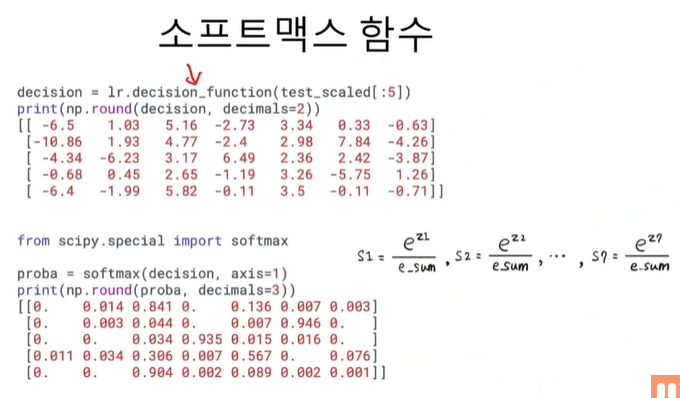 소프트맥스 함수
decision = lr.decision_function(test_scaled[:5])
print(np.round(decision, decimals=2))
[[ -6.5 1.03 5.16 -2.73 3.34 0.33 -0.63]
[-10.86 1.93 4.77 -2.4 2.98 7.84 -4.26]
[ -4.34 -6.23 3.17 6.49 2.36 2.42 -3.87]
[ -0.68 0.45 2.65 -1.19 3.26 -5.75 1.26]
[ -6.4 -1.99 5.82 -0.11 3.5 -0.11 -0.71]]
from scipy.special import softmax
s1 = e^z1/e_sum , s2 = e^z2/e_sum , ⋯ , s7 = e^z7/e_sum
proba = softmax(decision, axis=1)
print(np.round(proba, decimals=3))
[[0. 0.014 0.841 0. 0.136 0.007 0.003]
[0. 0.003 0.044 0. 0.007 0.946 0. ]
[0. 0. 0.034 0.935 0.015 0.016 0. ]
[0.011 0.034 0.306 0.007 0.567 0. 0.076]
[0. 0. 0.904 0.002 0.089 0.002 0.001]]
m